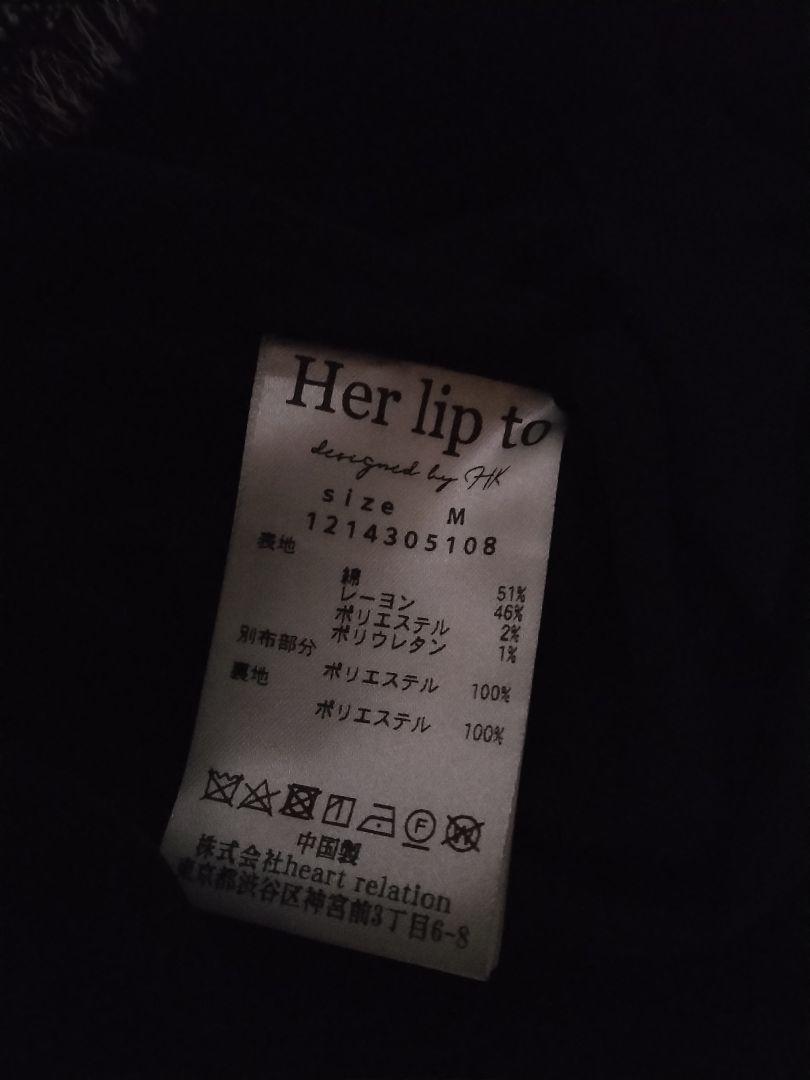 Her lip to
designed by HK
size M
1214305108
表地
綿 51%
レーヨン 46%
ポリエステル 2%
ポリウレタン 1%
別布部分
ポリエステル 100%
裏地
ポリエステル 100%
F W
中国製
株式会社heart relation
東京都渋谷区神宮前3丁目6-8